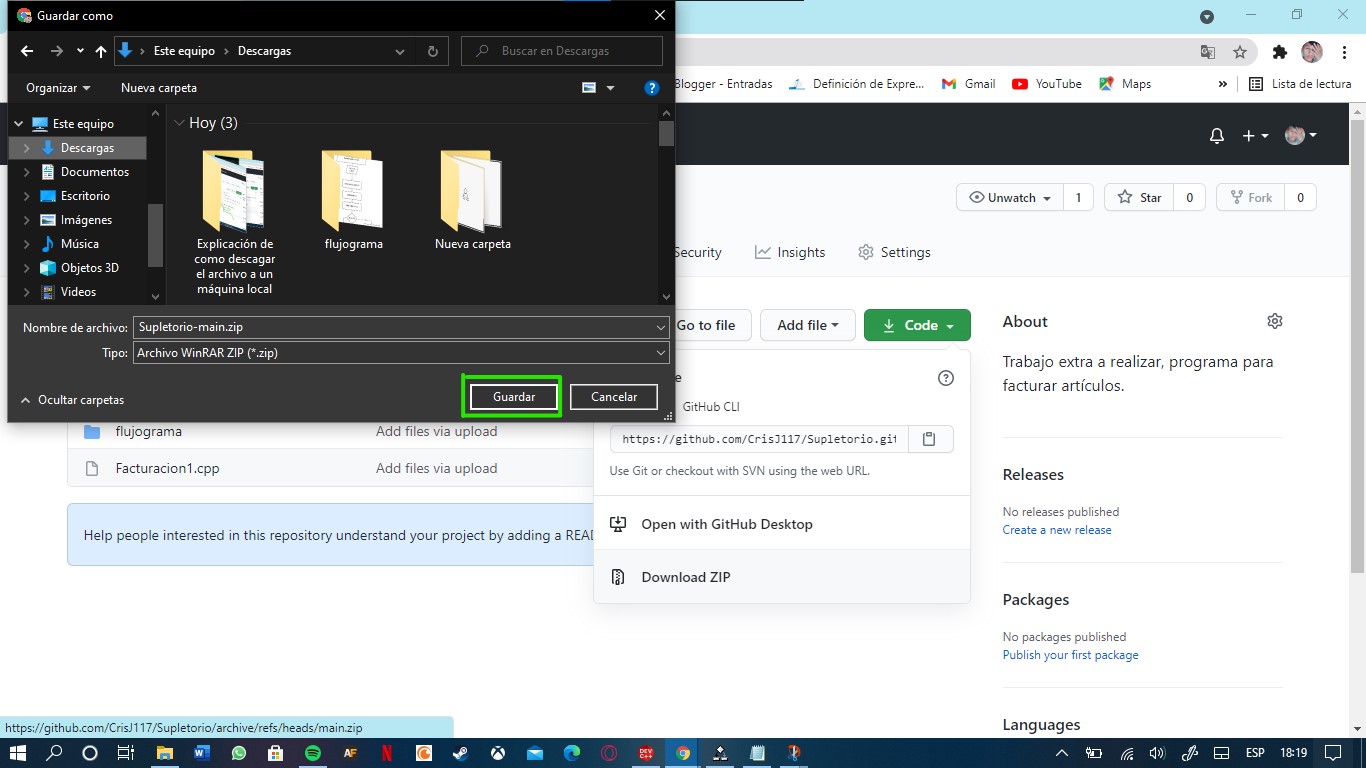 Guardar como
Este equipo > Descargas
Buscar en Descargas
Organizar
Nueva carpeta
Este equipo
Descargas
Documentos
Escritorio
Imágenes
Música
Objetos 3D
Videos
Hoy (3)
Explicación de
como descagar
el archivo a un
máquina local
flujograma
Nueva carpeta
Nombre de archivo: Supletorio-main.zip
Tipo: Archivo WinRAR ZIP (*.zip)
Ocultar carpetas
Guardar
Cancelar
Blogger - Entradas
Definición de Expre...
Gmail
YouTube
Maps
»
Lista de lectura
Unwatch 1
Star 0
Fork 0
Security
Insights
Settings
Go to file
Add file
Code
GitHub CLI
https://github.com/CrisJ117/Supletorio.git
Use Git or checkout with SVN using the web URL.
Open with GitHub Desktop
Download ZIP
flujograma Add files via upload
Facturacion1.cpp Add files via upload
Help people interested in this repository understand your project by adding a READ
About
Trabajo extra a realizar, programa para
facturar artículos.
Releases
No releases published
Create a new release
Packages
No packages published
Publish your first package
Languages
https://github.com/CrisJ117/Supletorio/archive/refs/heads/main.zip
AF
DEV
C++
ESP
18:19